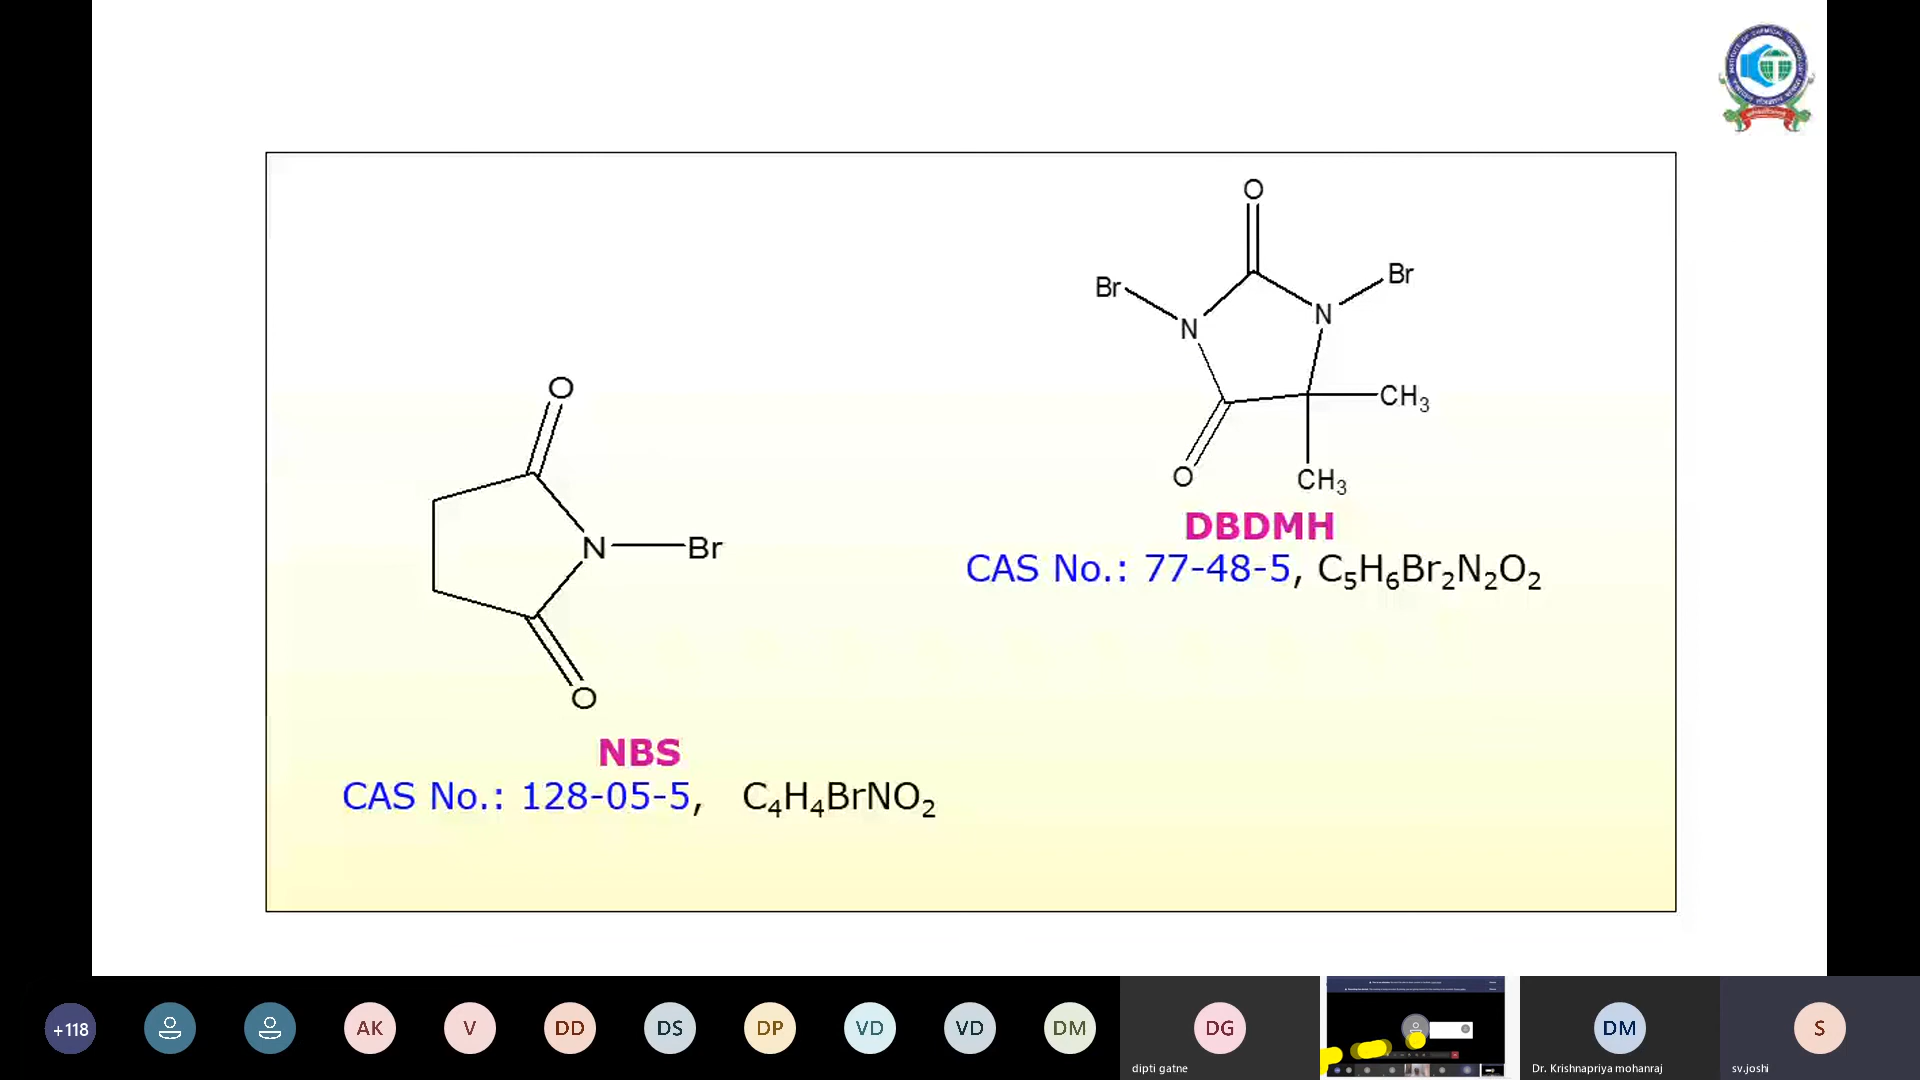 O
Br
Br
N
N
CH3
O
CH3
DBDMH
CAS No.: 77-48-5, C5H6Br2N2O2
O
N
Br
O
NBS
CAS No.: 128-05-5, C4H4BrNO2
+118
AK
V
DD
DS
DP
VD
VD
DM
DG
dipti gatne
DM
Dr. Krishnapriya mohanraj
S
sv.joshi